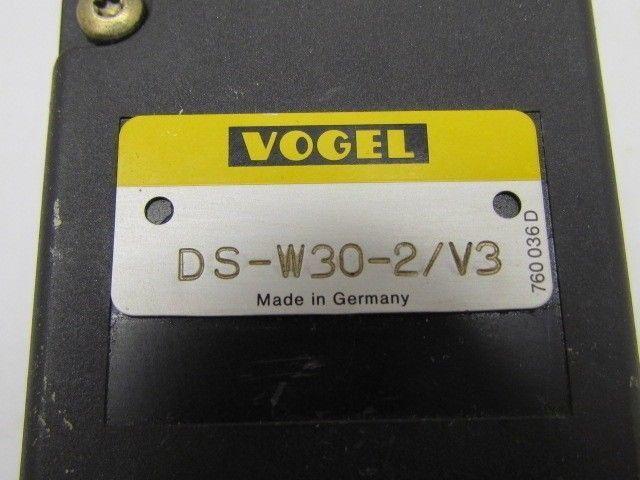 VOGEL
DS-W30-2/V3
Made in Germany
760 036 D